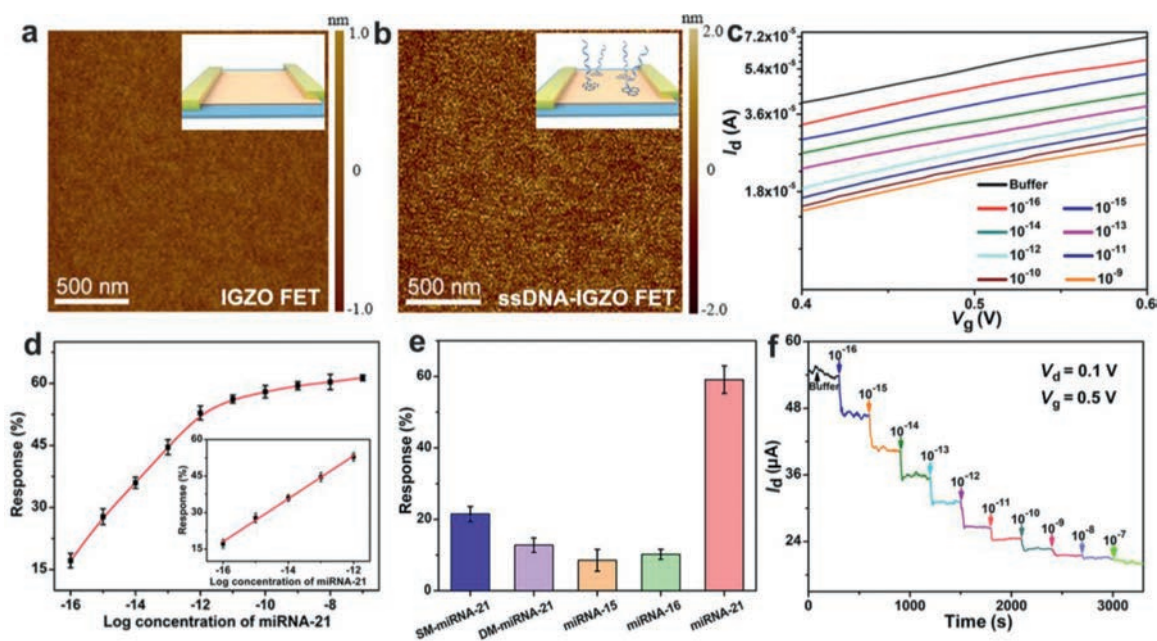 a
nm
1.0
0
-1.0
500 nm
IGZO FET
b
nm
2.0
0
-2.0
500 nm
ssDNA-IGZO FET
c
7.2x10⁻⁵
5.4x10⁻⁵
3.6x10⁻⁵
1.8x10⁻⁵
Id (A)
Buffer
10⁻¹⁶
10⁻¹⁵
10⁻¹⁴
10⁻¹³
10⁻¹²
10⁻¹¹
10⁻¹⁰
10⁻⁹
0.4
0.5
0.6
Vg (V)
d
60
45
30
15
Response (%)
60
45
30
15
Response (%)
-16
-14
-12
Log concentration of miRNA-21
-16
-14
-12
-10
-8
Log concentration of miRNA-21
e
80
60
40
20
0
Response (%)
SM-miRNA-21
DM-miRNA-21
miRNA-15
miRNA-16
miRNA-21
f
60
48
36
24
Id (μA)
Buffer
10⁻¹⁶
10⁻¹⁵
10⁻¹⁴
10⁻¹³
10⁻¹²
10⁻¹¹
10⁻¹⁰
10⁻⁹
10⁻⁸
10⁻⁷
Vd = 0.1 V
Vg = 0.5 V
0
1000
2000
3000
Time (s)